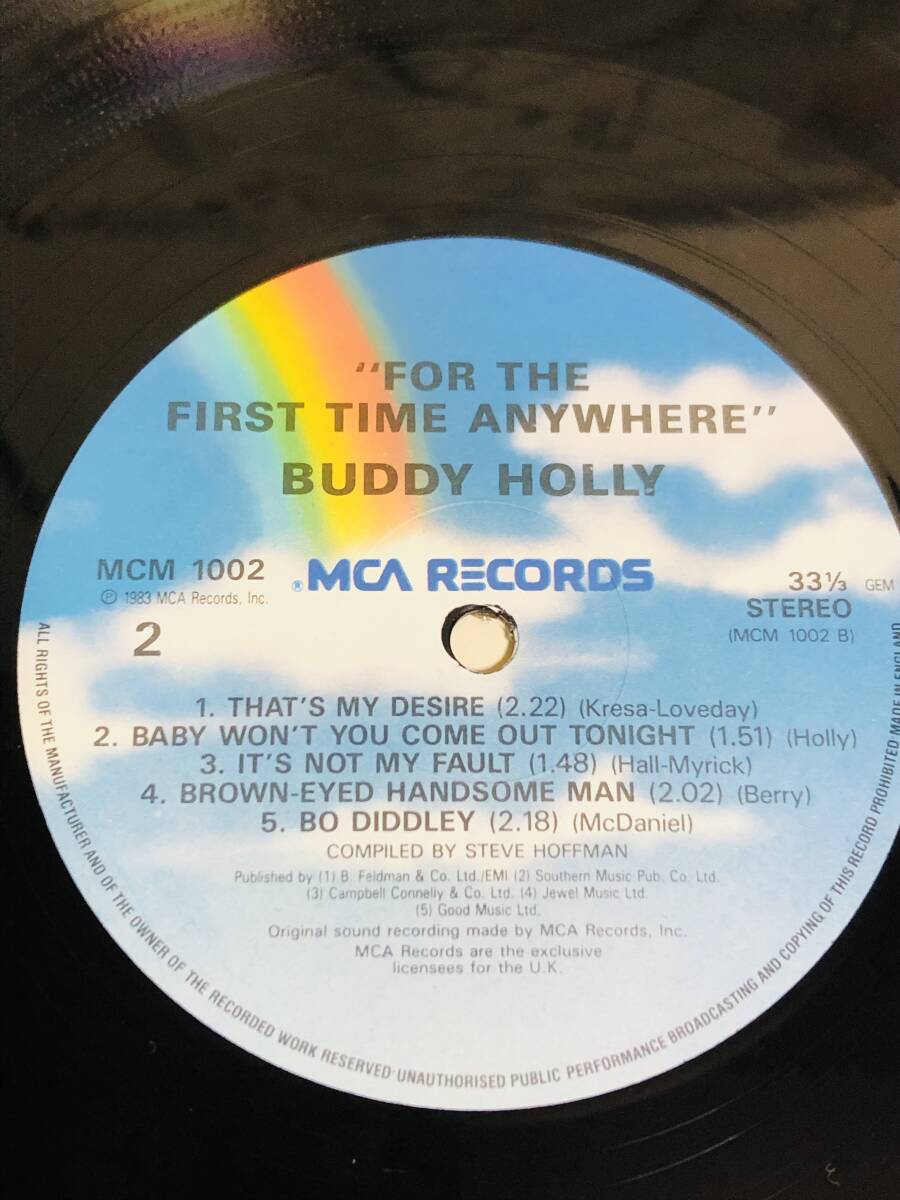 "FOR THE
FIRST TIME ANYWHERE"
BUDDY HOLLY
MCM 1002
℗ 1983 MCA Records, Inc.
2
® MCA RECORDS
33⅓
GEM
STEREO
(MCM 1002 B)
1. THAT'S MY DESIRE (2.22) (Kresa-Loveday)
2. BABY WON'T YOU COME OUT TONIGHT (1.51) (Holly)
3. IT'S NOT MY FAULT (1.48) (Hall-Myrick)
4. BROWN-EYED HANDSOME MAN (2.02) (Berry)
5. BO DIDDLEY (2.18) (McDaniel)
COMPILED BY STEVE HOFFMAN
Published by (1) B. Feldman & Co. Ltd./EMI (2) Southern Music Pub. Co. Ltd.
(3) Campbell Connelly & Co. Ltd. (4) Jewel Music Ltd.
(5) Good Music Ltd.
Original sound recording made by MCA Records, Inc.
MCA Records are the exclusive
licensees for the U.K.
ALL RIGHTS OF THE MANUFACTURER AND OF THE OWNER OF THE RECORDED WORK RESERVED · UNAUTHORISED PUBLIC PERFORMANCE BROADCASTING AND COPYING OF THIS RECORD PROHIBITED MADE IN ENGLAND